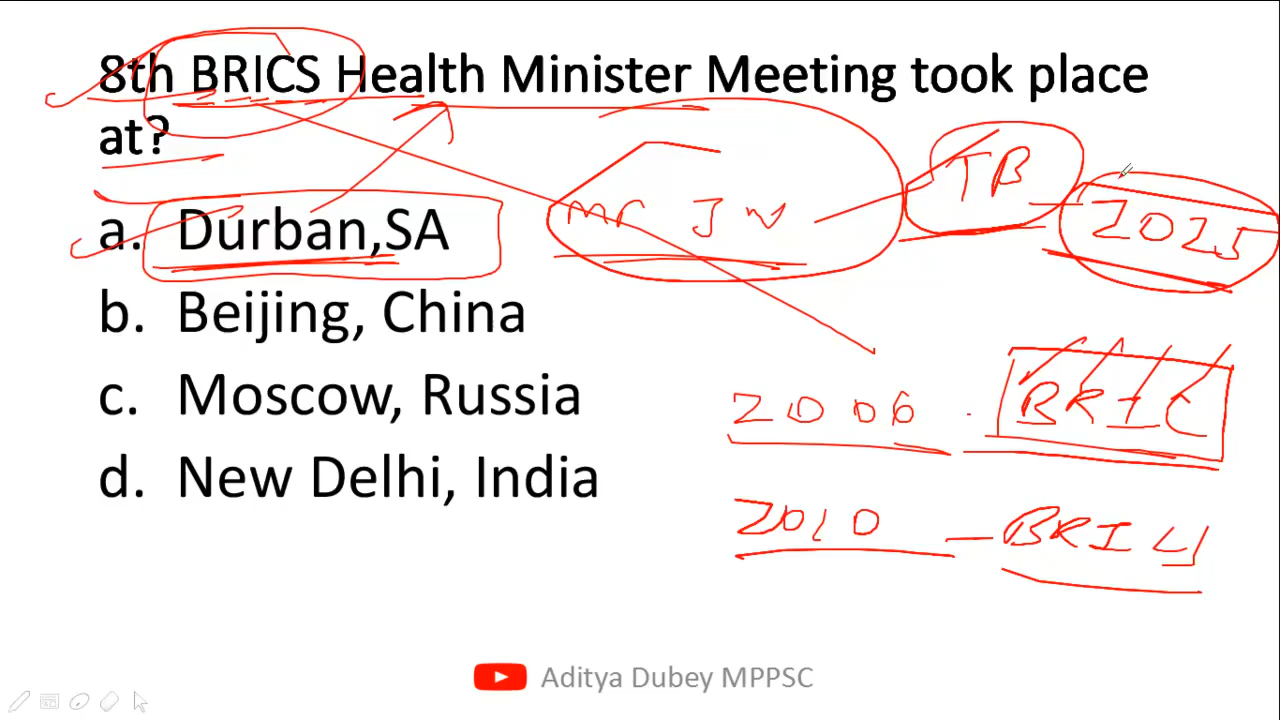 8th BRICS Health Minister Meeting took place
at?
a. Durban,SA
Mr J N
TB
2025
b. Beijing, China
c. Moscow, Russia
2006 . BRIC
d. New Delhi, India
2010 –
Aditya Dubey MPPSC